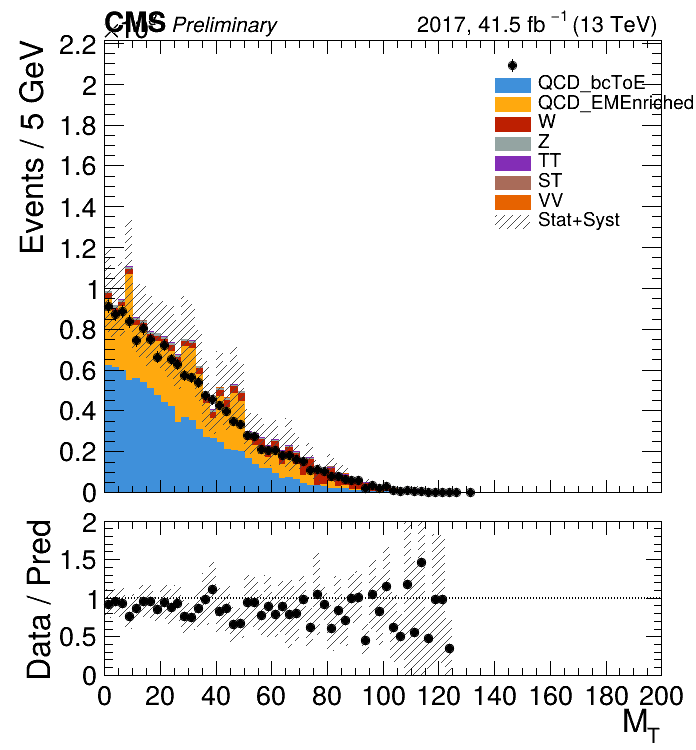 CMS Preliminary 2017, 41.5 fb⁻¹ (13 TeV)
Events / 5 GeV
2.2
2
1.8
1.6
1.4
1.2
1
0.8
0.6
0.4
0.2
0
QCD_bcToE
QCD_EMEnriched
W
Z
TT
ST
VV
Stat+Syst
Data / Pred
2
1.5
1
0.5
0
0 20 40 60 80 100 120 140 160 180 200
M_T